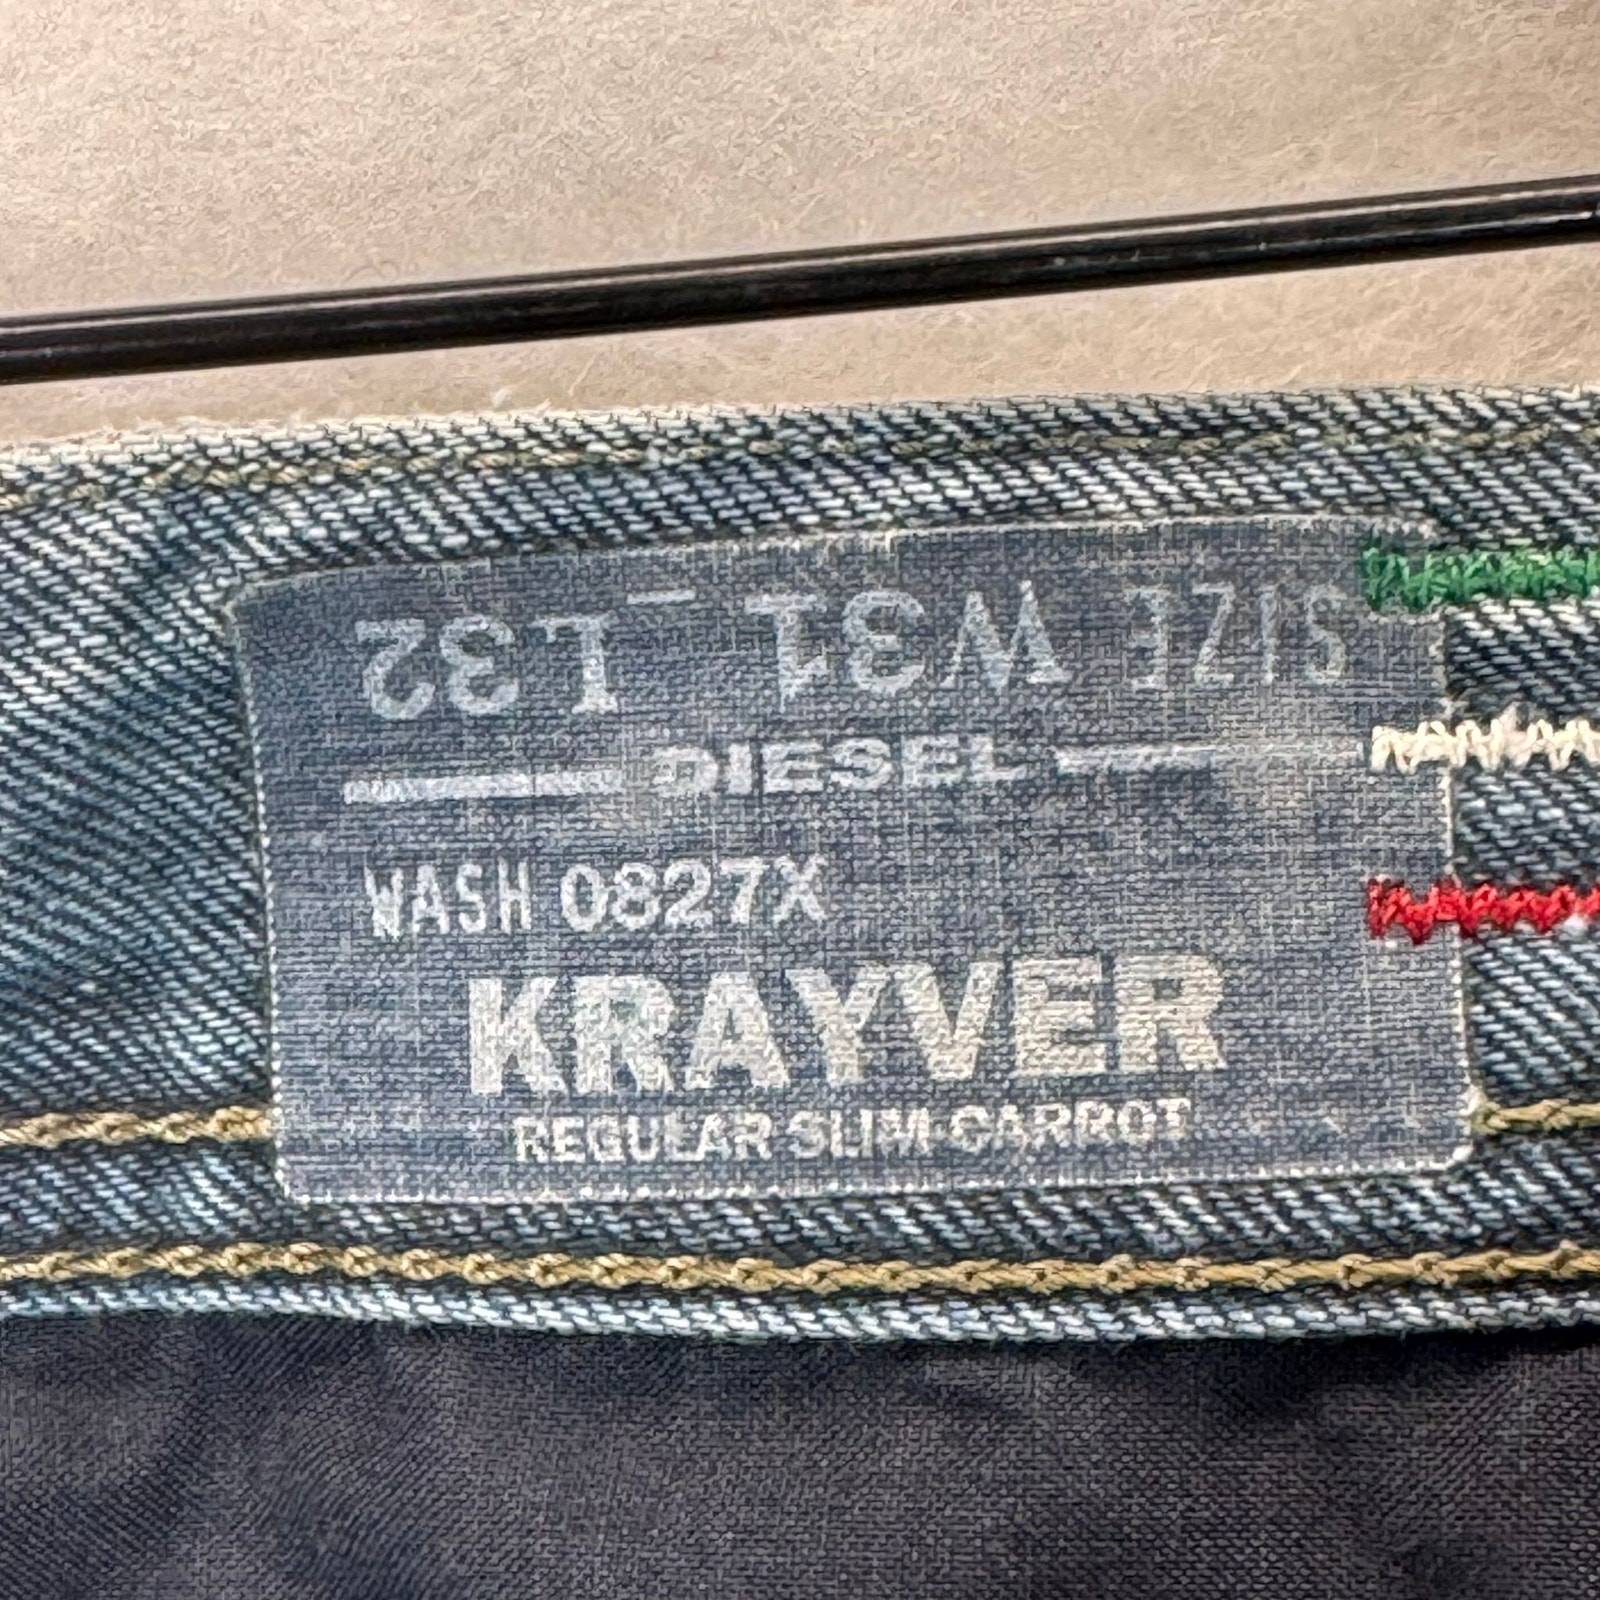 SIZE W31 L32
DIESEL
WASH 0827X
KRAYVER
REGULAR SLIM-CARROT